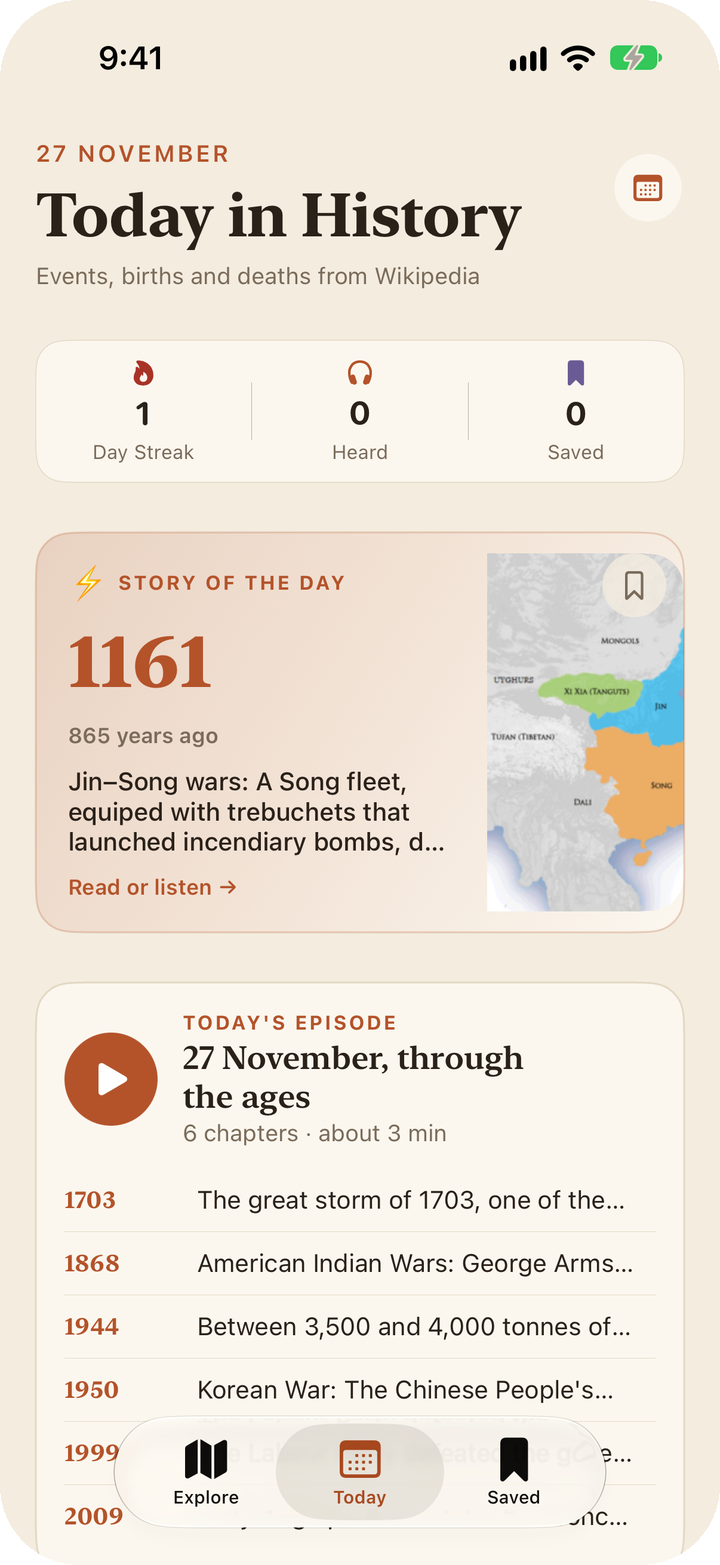 9:41
27 NOVEMBER
Today in History
Events, births and deaths from Wikipedia
1
0
0
Day Streak
Heard
Saved
STORY OF THE DAY
1161
865 years ago
Jin–Song wars: A Song fleet,
equiped with trebuchets that
launched incendiary bombs, d...
Read or listen →
MONGOLS
UYGHURS
XI XIA (TANGUTS)
JIN
TUFAN (TIBETAN)
SONG
DALI
TODAY'S EPISODE
27 November, through
the ages
6 chapters · about 3 min
1703 The great storm of 1703, one of the...
1868 American Indian Wars: George Arms...
1944 Between 3,500 and 4,000 tonnes of...
1950 Korean War: The Chinese People's...
1999
2009
Explore
Today
Saved